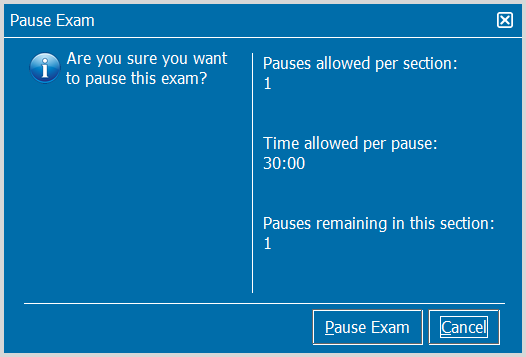 Pause Exam
Are you sure you want
to pause this exam?
Pauses allowed per section:
1
Time allowed per pause:
30:00
Pauses remaining in this section:
1
Pause Exam
Cancel